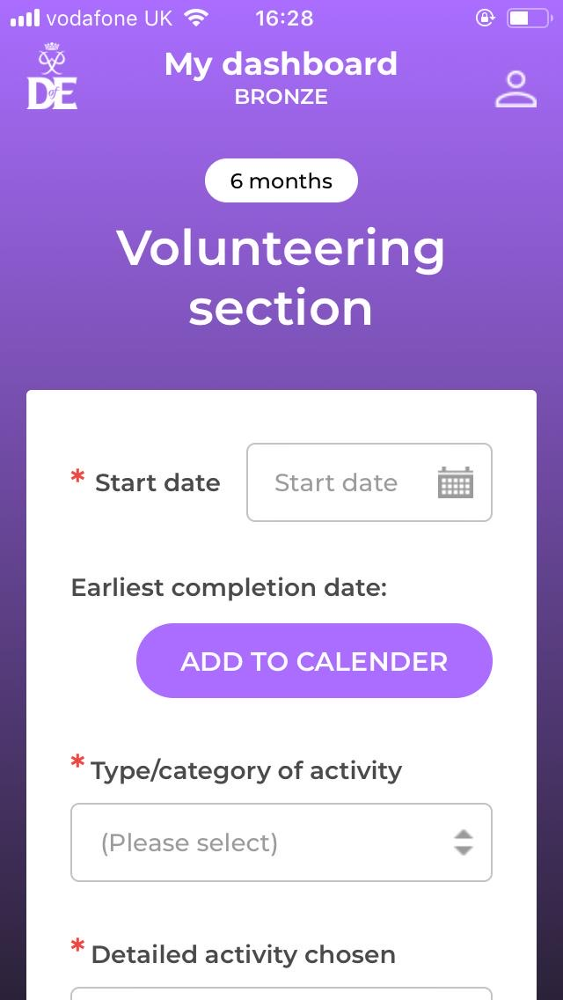 vodafone UK 16:28
My dashboard
DofE
BRONZE
6 months
Volunteering
section
* Start date Start date
Earliest completion date:
ADD TO CALENDER
* Type/category of activity
(Please select)
* Detailed activity chosen